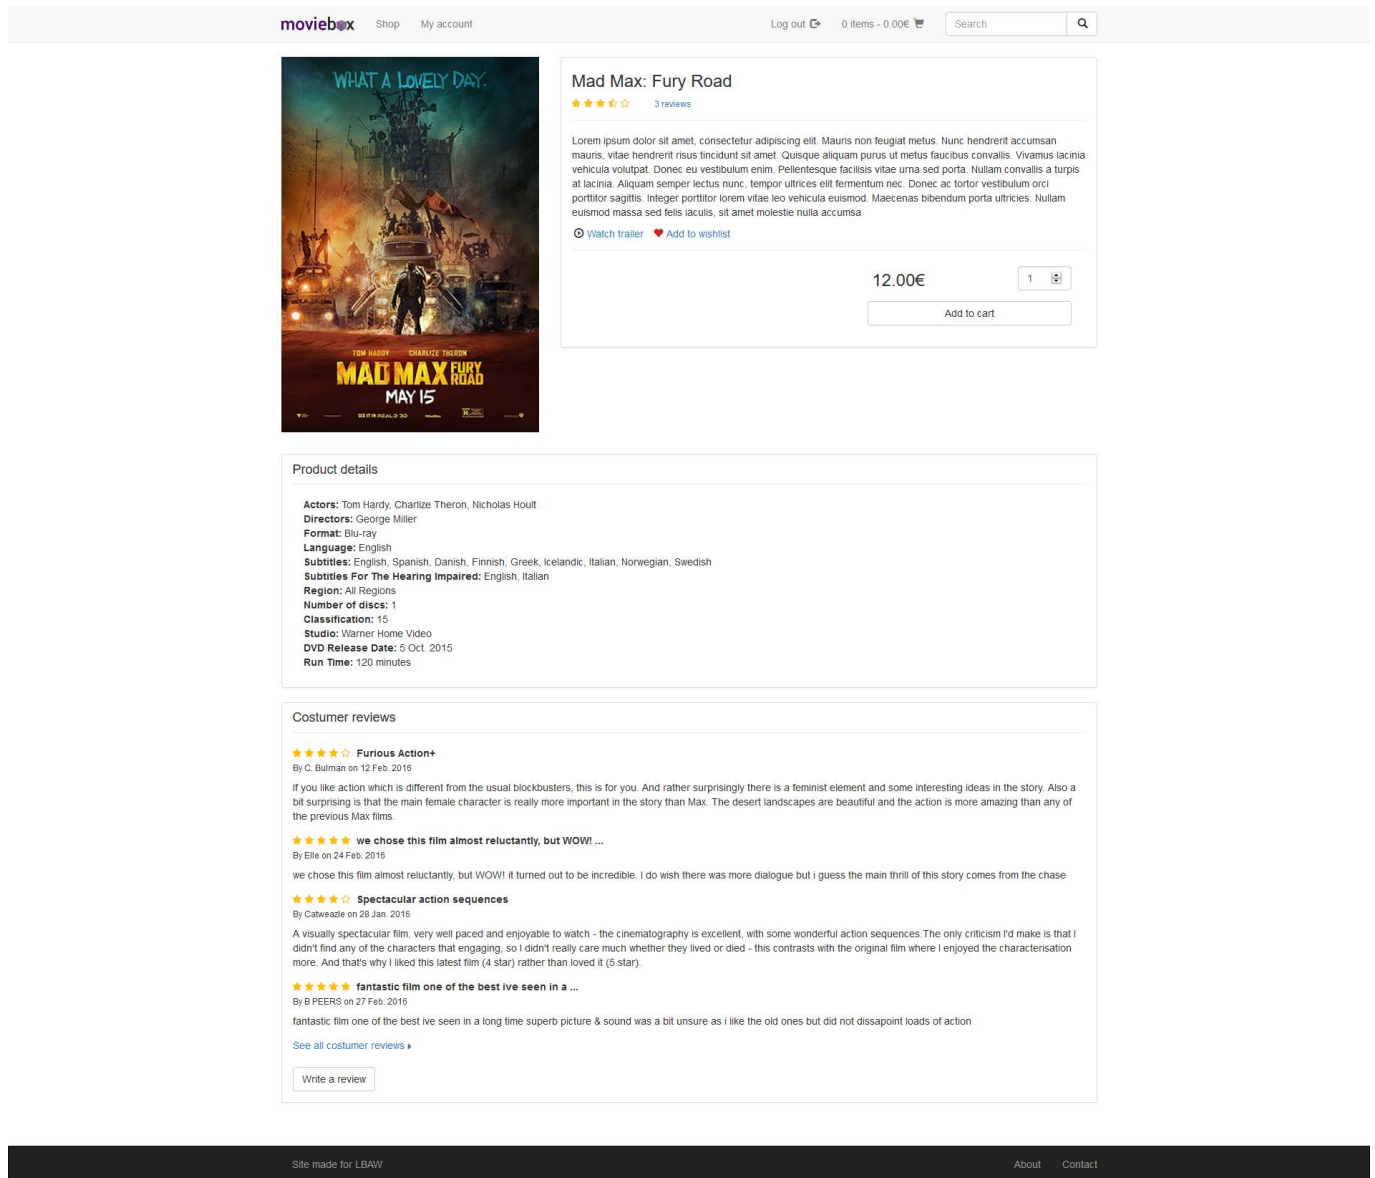 moviebox Shop My account Log out 0 items - 0.00€ Search
WHAT A LOVELY DAY.
TOM HARDY CHARLIZE THERON
MAD MAX FURY ROAD
MAY 15
SEE IT IN REAL D 3D
Mad Max: Fury Road
3 reviews
Lorem ipsum dolor sit amet, consectetur adipiscing elit. Mauris non feugiat metus. Nunc hendrerit accumsan
mauris, vitae hendrerit risus tincidunt sit amet. Quisque aliquam purus ut metus faucibus convallis. Vivamus lacinia
vehicula volutpat. Donec eu vestibulum enim. Pellentesque facilisis vitae urna sed porta. Nullam convallis a turpis
at lacinia. Aliquam semper lectus nunc, tempor ultrices elit fermentum nec. Donec ac tortor vestibulum orci
porttitor sagittis. Integer porttitor lorem vitae leo vehicula euismod. Maecenas bibendum porta ultricies. Nullam
euismod massa sed felis iaculis, sit amet molestie nulla accumsa
Watch trailer Add to wishlist
12.00€ 1
Add to cart
Product details
Actors: Tom Hardy, Charlize Theron, Nicholas Hoult
Directors: George Miller
Format: Blu-ray
Language: English
Subtitles: English, Spanish, Danish, Finnish, Greek, Icelandic, Italian, Norwegian, Swedish
Subtitles For The Hearing Impaired: English, Italian
Region: All Regions
Number of discs: 1
Classification: 15
Studio: Warner Home Video
DVD Release Date: 5 Oct. 2015
Run Time: 120 minutes
Costumer reviews
Furious Action+
By C. Bulman on 12 Feb. 2016
If you like action which is different from the usual blockbusters, this is for you. And rather surprisingly there is a feminist element and some interesting ideas in the story. Also a
bit surprising is that the main female character is really more important in the story than Max. The desert landscapes are beautiful and the action is more amazing than any of
the previous Max films.
we chose this film almost reluctantly, but WOW! ...
By Elle on 24 Feb. 2016
we chose this film almost reluctantly, but WOW! it turned out to be incredible. I do wish there was more dialogue but i guess the main thrill of this story comes from the chase
Spectacular action sequences
By Catweazle on 28 Jan. 2016
A visually spectacular film, very well paced and enjoyable to watch - the cinematography is excellent, with some wonderful action sequences.The only criticism I'd make is that I
didn't find any of the characters that engaging, so I didn't really care much whether they lived or died - this contrasts with the original film where I enjoyed the characterisation
more. And that's why I liked this latest film (4 star) rather than loved it (5 star).
fantastic film one of the best ive seen in a ...
By B PEERS on 27 Feb. 2016
fantastic film one of the best ive seen in a long time superb picture & sound was a bit unsure as i like the old ones but did not dissapoint loads of action
See all costumer reviews
Write a review
Site made for LBAW About Contact